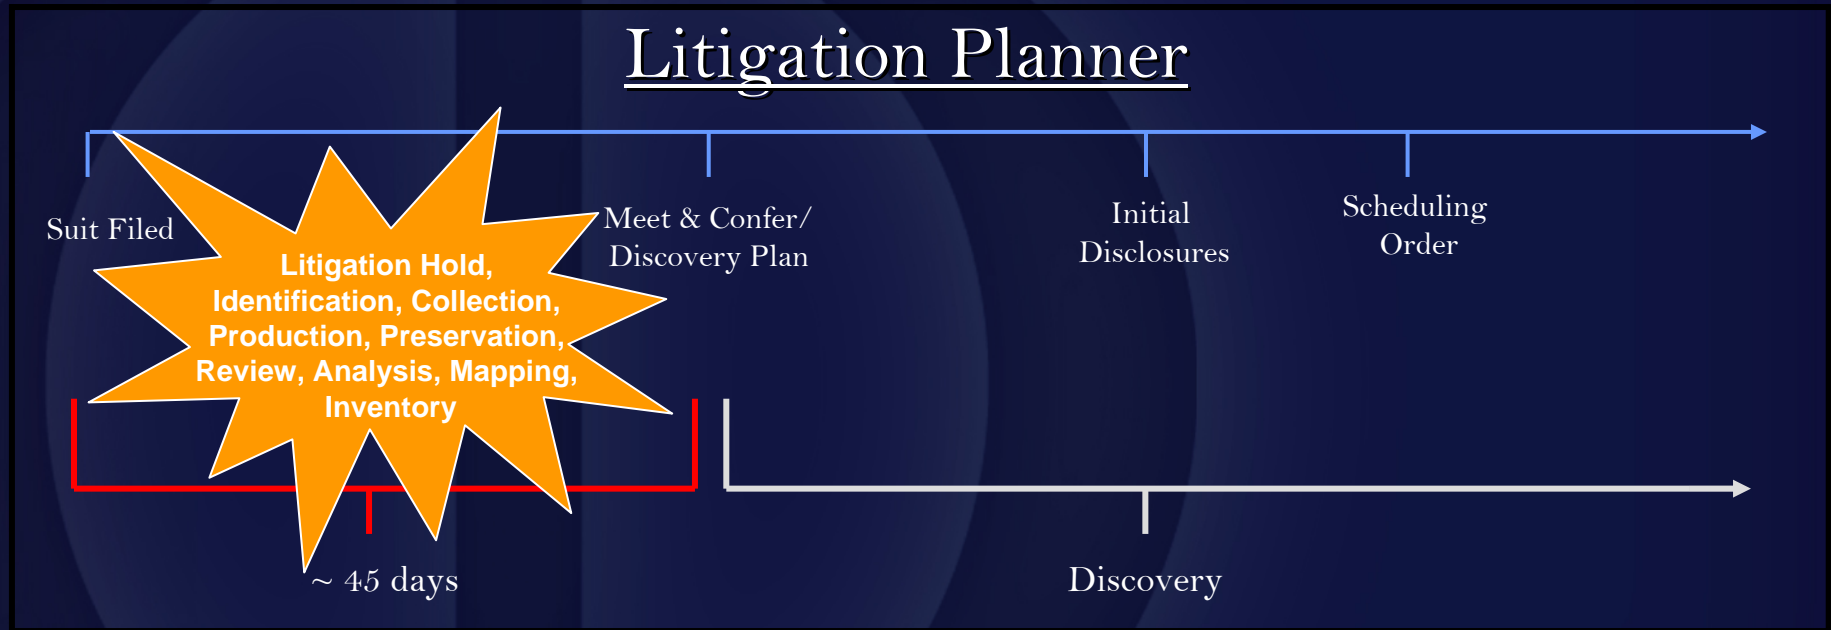 Litigation Planner
Suit Filed
Litigation Hold,
Identification, Collection,
Production, Preservation,
Review, Analysis, Mapping,
Inventory
Meet & Confer/
Discovery Plan
Initial
Disclosures
Scheduling
Order
~ 45 days
Discovery